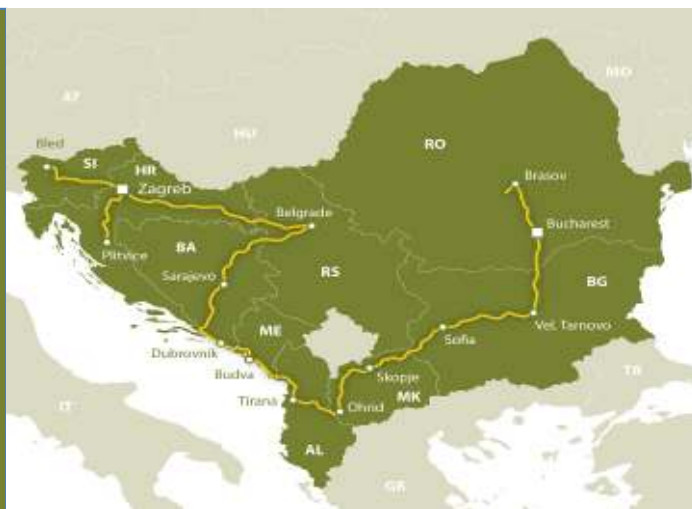 MD
AT
HU
RO
Bled
SI
HR
Zagreb
Brasov
Belgrade
Bucharest
Plitvice
BA
Sarajevo
RS
BG
ME
Vel. Tarnovo
Sofia
Dubrovnik
Budva
Skopje
TR
MK
Tirana
Ohrid
IT
AL
GR